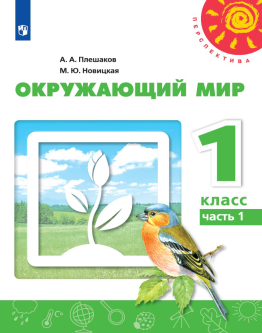 ПЕРСПЕКТИВА
А. А. Плешаков
М. Ю. Новицкая
ОКРУЖАЮЩИЙ МИР
1
КЛАСС
часть 1